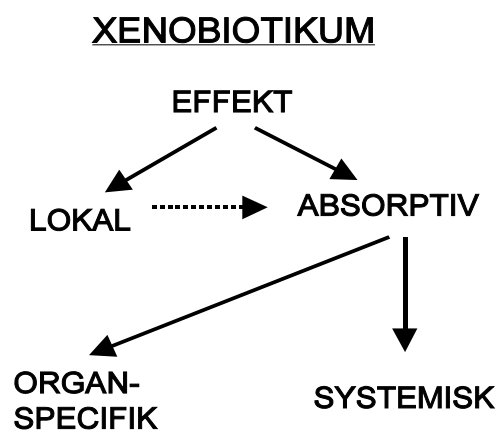 XENOBIOTIKUM
EFFEKT
LOKAL
ABSORPTIV
ORGAN-
SPECIFIK
SYSTEMISK